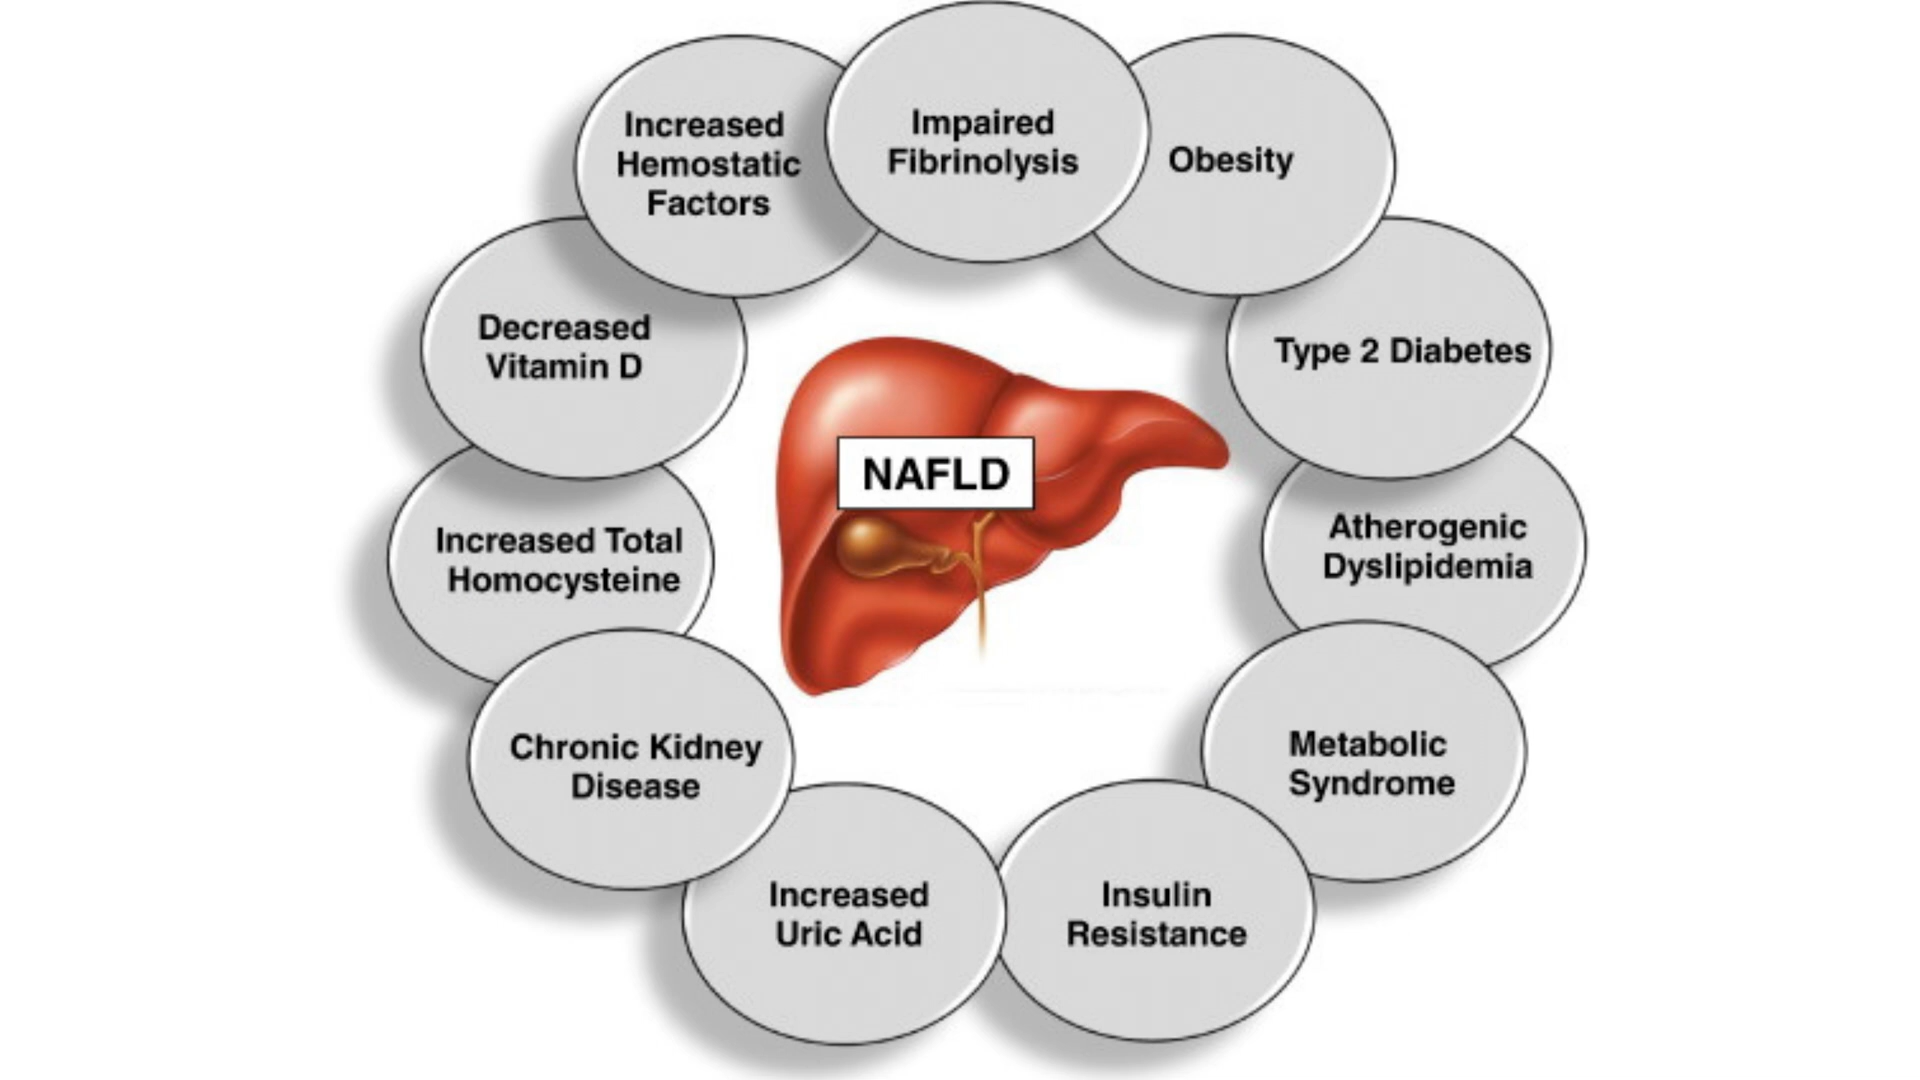 Impaired
Fibrinolysis
Obesity
Type 2 Diabetes
Atherogenic
Dyslipidemia
Metabolic
Syndrome
Insulin
Resistance
Increased
Uric Acid
Chronic Kidney
Disease
Increased Total
Homocysteine
Decreased
Vitamin D
Increased
Hemostatic
Factors
NAFLD